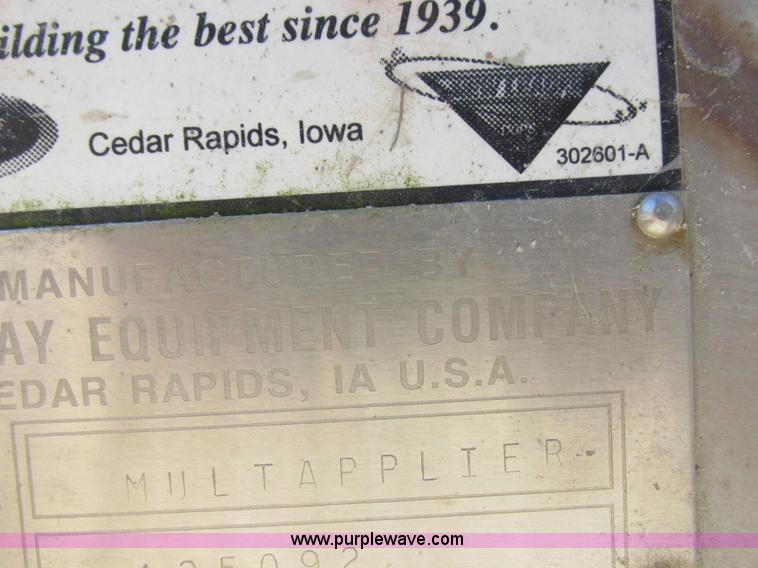 ilding the best since 1939.
Cedar Rapids, Iowa
302601-A
MANUFACTURED BY
AY EQUIPMENT COMPANY
EDAR RAPIDS, IA U.S.A.
MULTAPPLIER-
www.purplewave.com